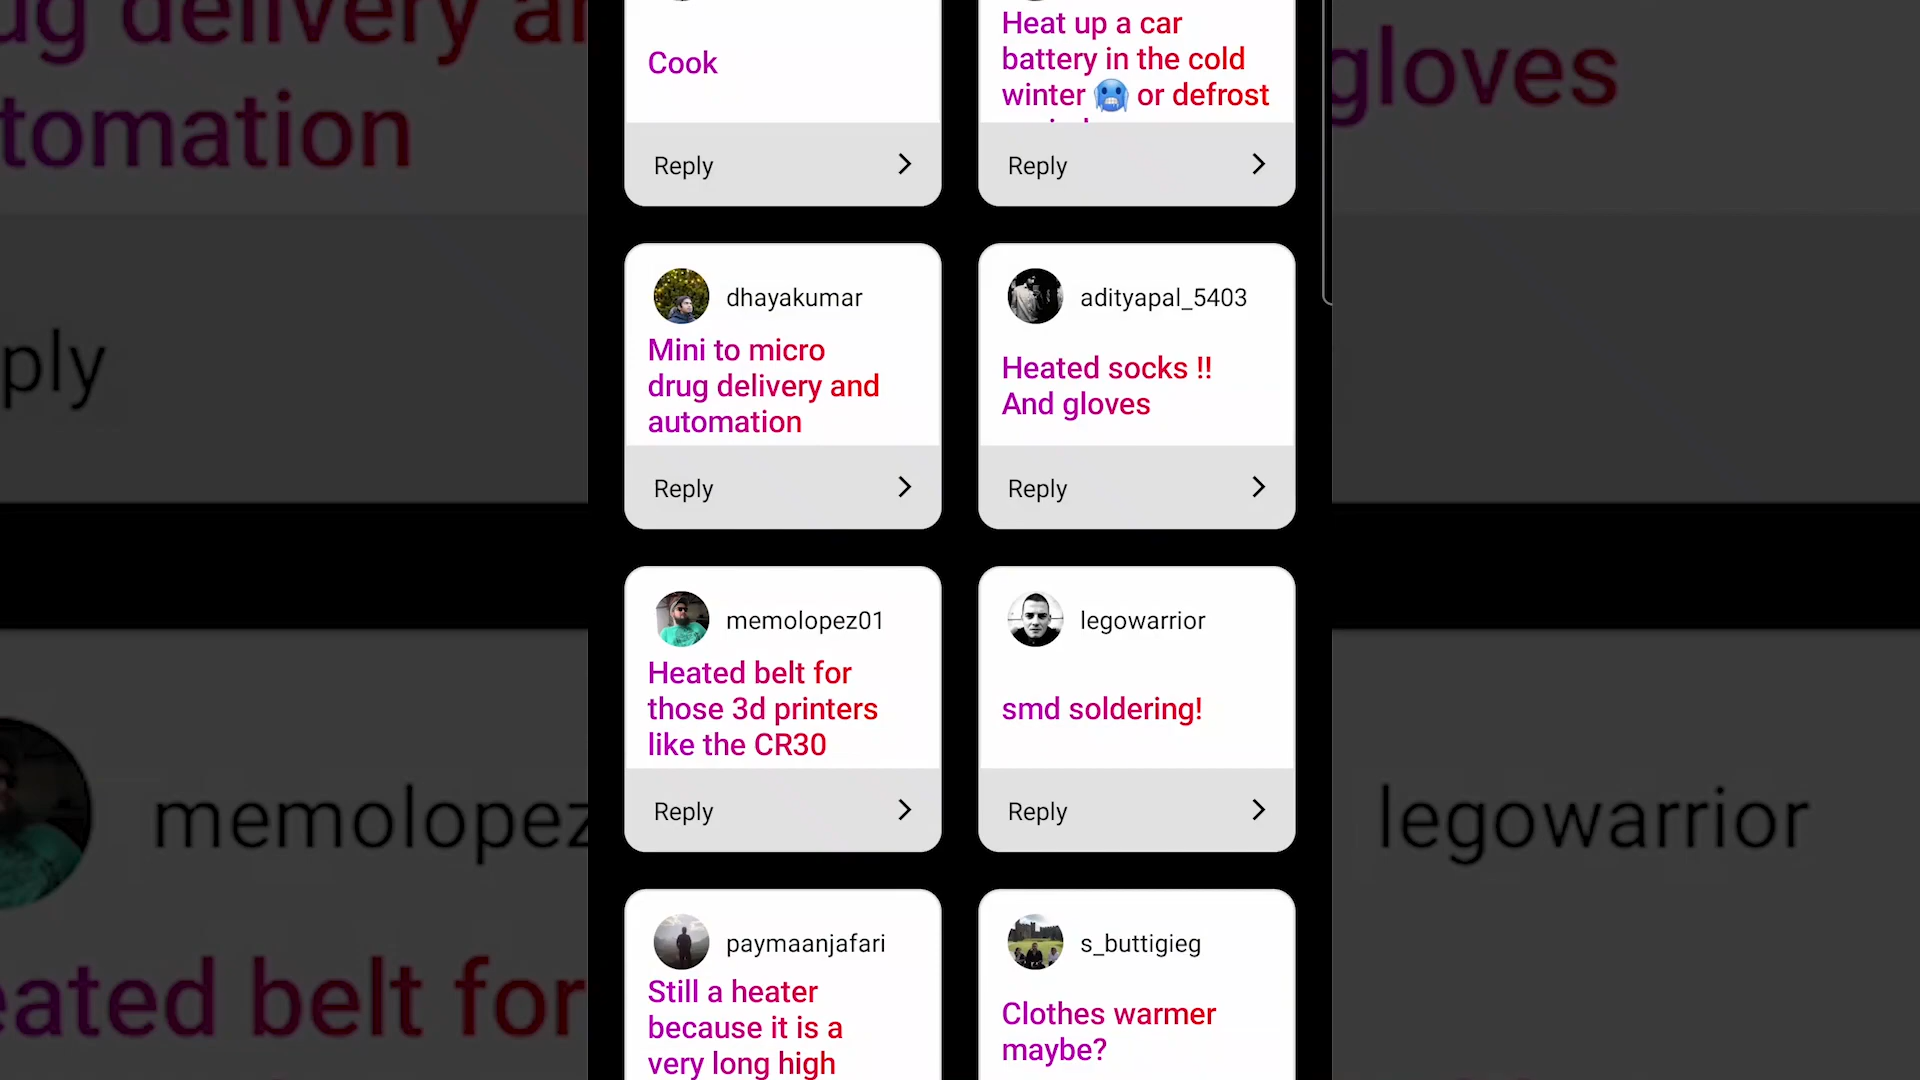 Cook
Reply
Heat up a car
battery in the cold
winter 🥶 or defrost
Reply
dhayakumar
Mini to micro
drug delivery and
automation
Reply
adityapal_5403
Heated socks !!
And gloves
Reply
memolopez01
Heated belt for
those 3d printers
like the CR30
Reply
legowarrior
smd soldering!
Reply
paymaanjafari
Still a heater
because it is a
very long high
s_buttigieg
Clothes warmer
maybe?